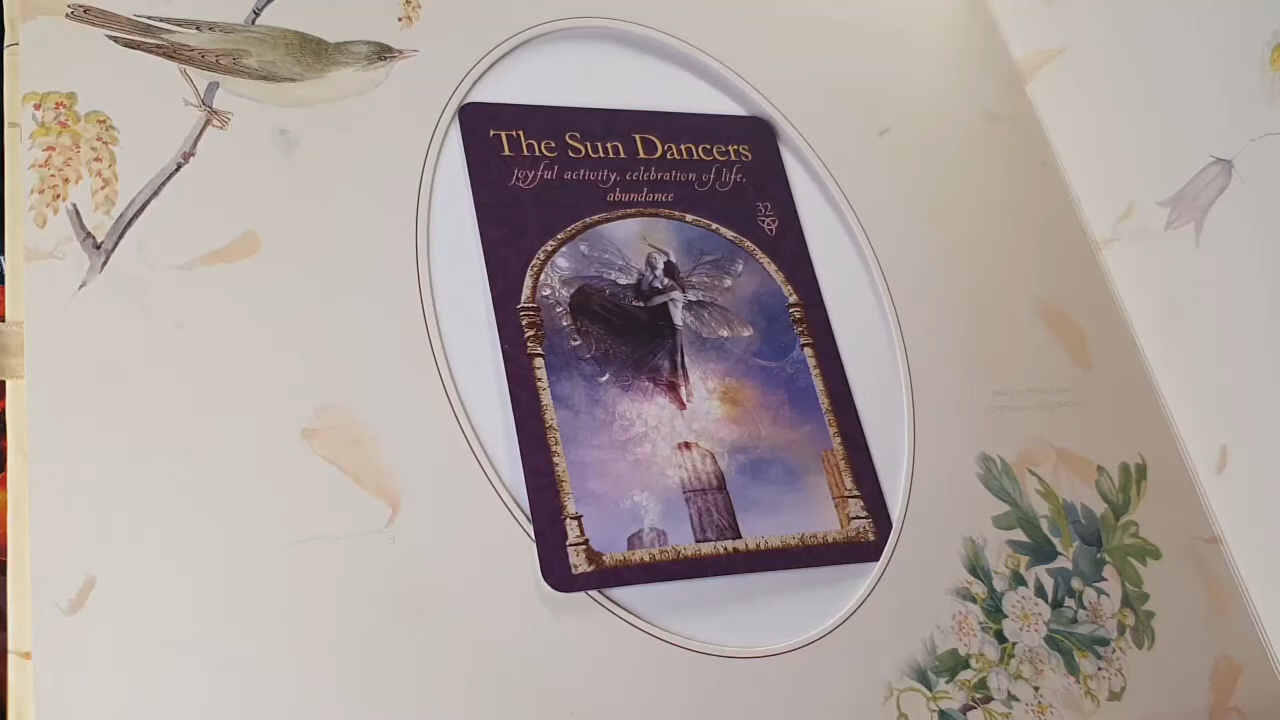 The Sun Dancers
joyful activity, celebration of life,
abundance
32